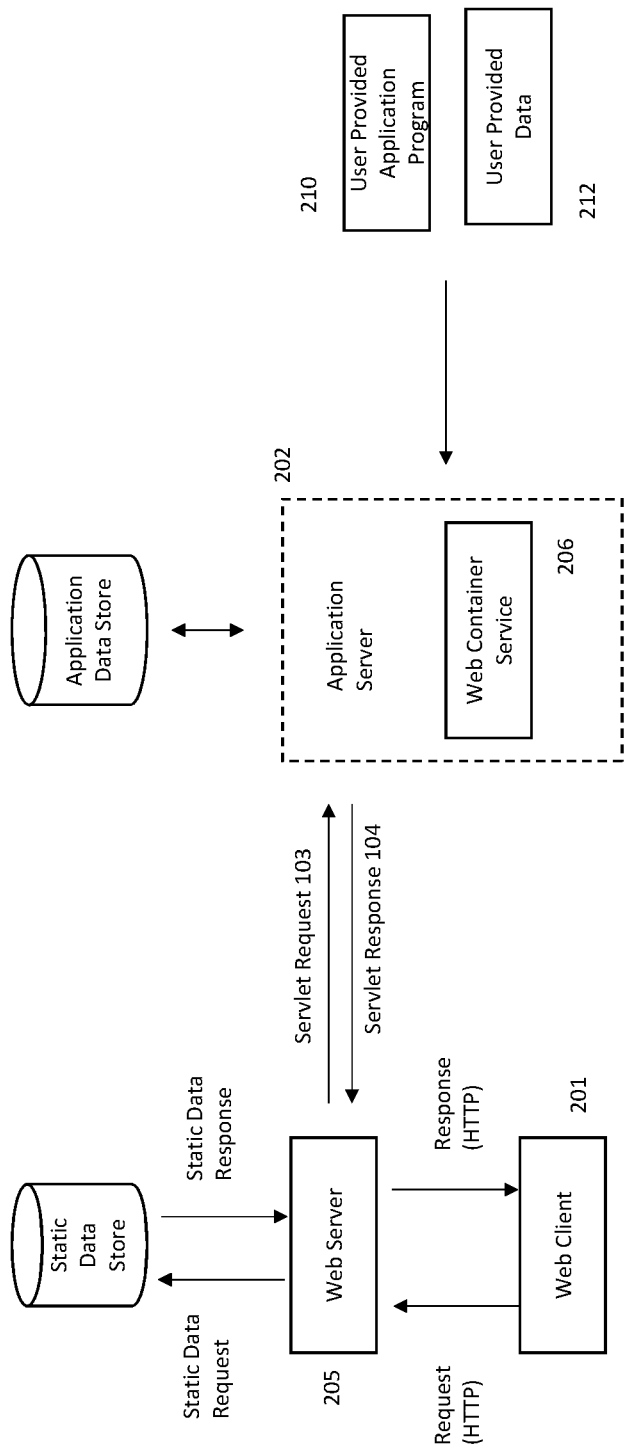 Static
Data
Store
Application
Data Store
Static Data
Request
Static Data
Response
205
Web Server
Servlet Request 103
Servlet Response 104
202
Application
Server
Web Container
Service
206
210
User Provided
Application
Program
User Provided
Data
212
Request
(HTTP)
Response
(HTTP)
201
Web Client